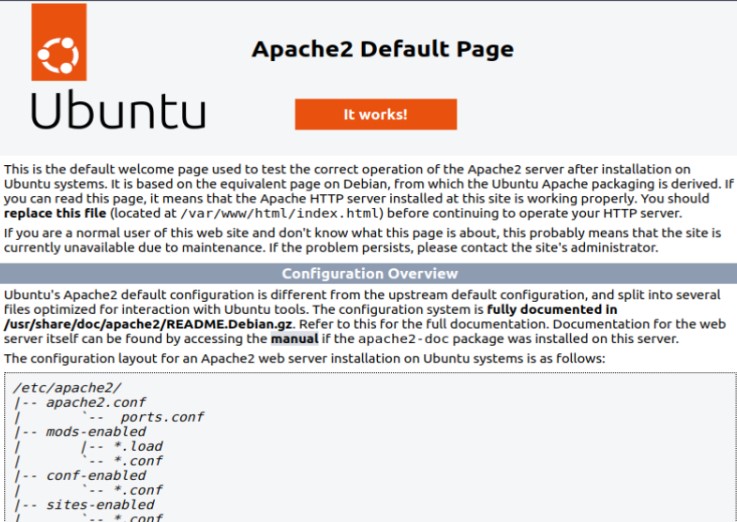 Apache2 Default Page
Ubuntu
It works!
This is the default welcome page used to test the correct operation of the Apache2 server after installation on
Ubuntu systems. It is based on the equivalent page on Debian, from which the Ubuntu Apache packaging is derived. If
you can read this page, it means that the Apache HTTP server installed at this site is working properly. You should
replace this file (located at /var/www/html/index.html) before continuing to operate your HTTP server.
If you are a normal user of this web site and don't know what this page is about, this probably means that the site is
currently unavailable due to maintenance. If the problem persists, please contact the site's administrator.
Configuration Overview
Ubuntu's Apache2 default configuration is different from the upstream default configuration, and split into several
files optimized for interaction with Ubuntu tools. The configuration system is fully documented in
/usr/share/doc/apache2/README.Debian.gz. Refer to this for the full documentation. Documentation for the web
server itself can be found by accessing the manual if the apache2-doc package was installed on this server.
The configuration layout for an Apache2 web server installation on Ubuntu systems is as follows:
/etc/apache2/
|-- apache2.conf
|       `--  ports.conf
|-- mods-enabled
|       |-- *.load
|       `-- *.conf
|-- conf-enabled
|       `-- *.conf
|-- sites-enabled
|       `-- *.conf